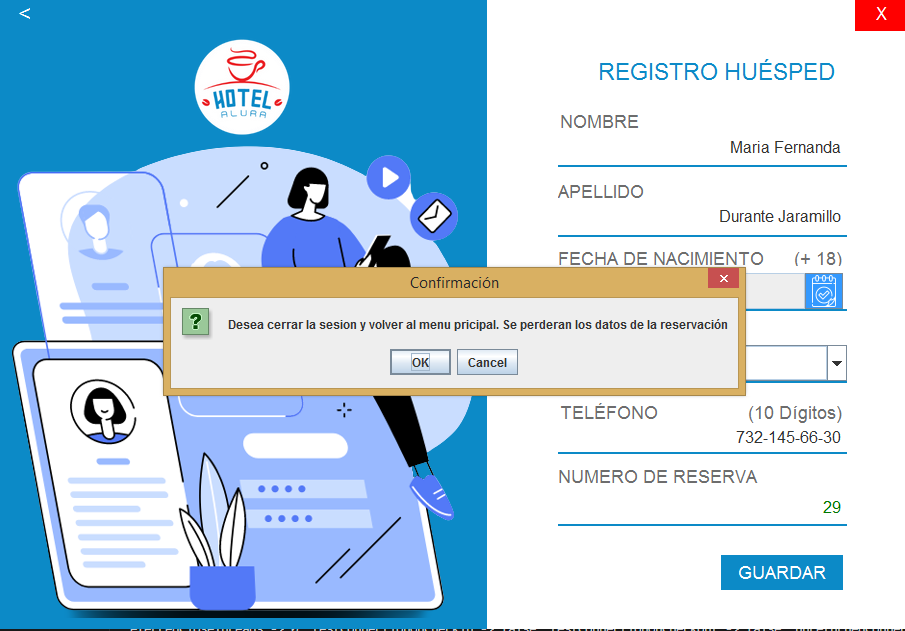 <
X
HOTEL
ALURA
REGISTRO HUÉSPED
NOMBRE
Maria Fernanda
APELLIDO
Durante Jaramillo
FECHA DE NACIMIENTO (+ 18)
Confirmación
Desea cerrar la sesion y volver al menu pricipal. Se perderan los datos de la reservación
OK
Cancel
TELÉFONO (10 Dígitos)
732-145-66-30
NUMERO DE RESERVA
29
GUARDAR